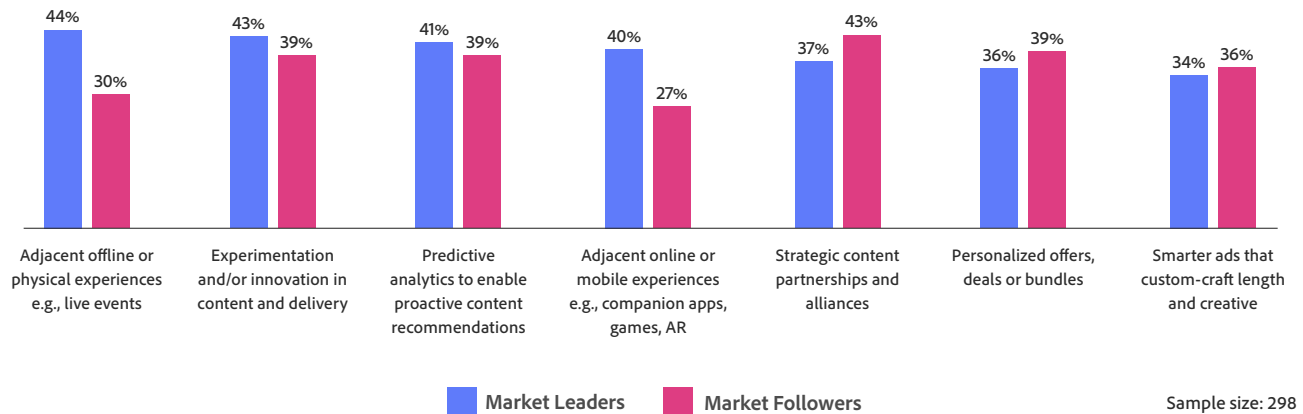 44%
30%
43%
39%
41%
39%
40%
27%
37%
43%
36%
39%
34%
36%
Adjacent offline or
physical experiences
e.g., live events
Experimentation
and/or innovation in
content and delivery
Predictive
analytics to enable
proactive content
recommendations
Adjacent online or
mobile experiences
e.g., companion apps,
games, AR
Strategic content
partnerships and
alliances
Personalized offers,
deals or bundles
Smarter ads that
custom-craft length
and creative
Market Leaders
Market Followers
Sample size: 298